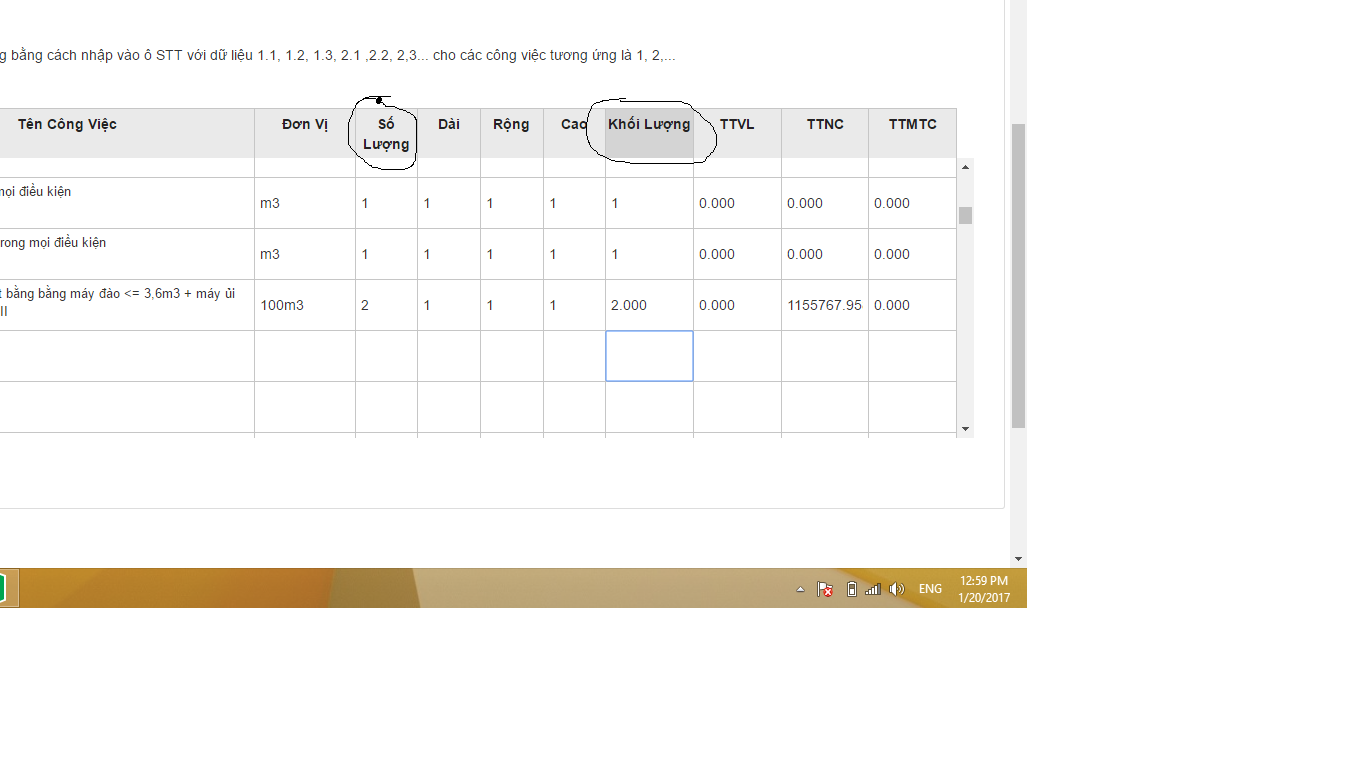 g bằng cách nhập vào ô STT với dữ liệu 1.1, 1.2, 1.3, 2.1 ,2.2, 2,3... cho các công việc tương ứng là 1, 2,...
Tên Công Việc Đơn Vị Số Lượng Dài Rộng Cao Khối Lượng TTVL TTNC TTMTC
mọi điều kiện
m3 1 1 1 1 1 0.000 0.000 0.000
rong mọi điều kiện
m3 1 1 1 1 1 0.000 0.000 0.000
t bằng bằng máy đào <= 3,6m3 + máy ủi
II
100m3 2 1 1 1 2.000 0.000 1155767.95 0.000
ENG
12:59 PM
1/20/2017